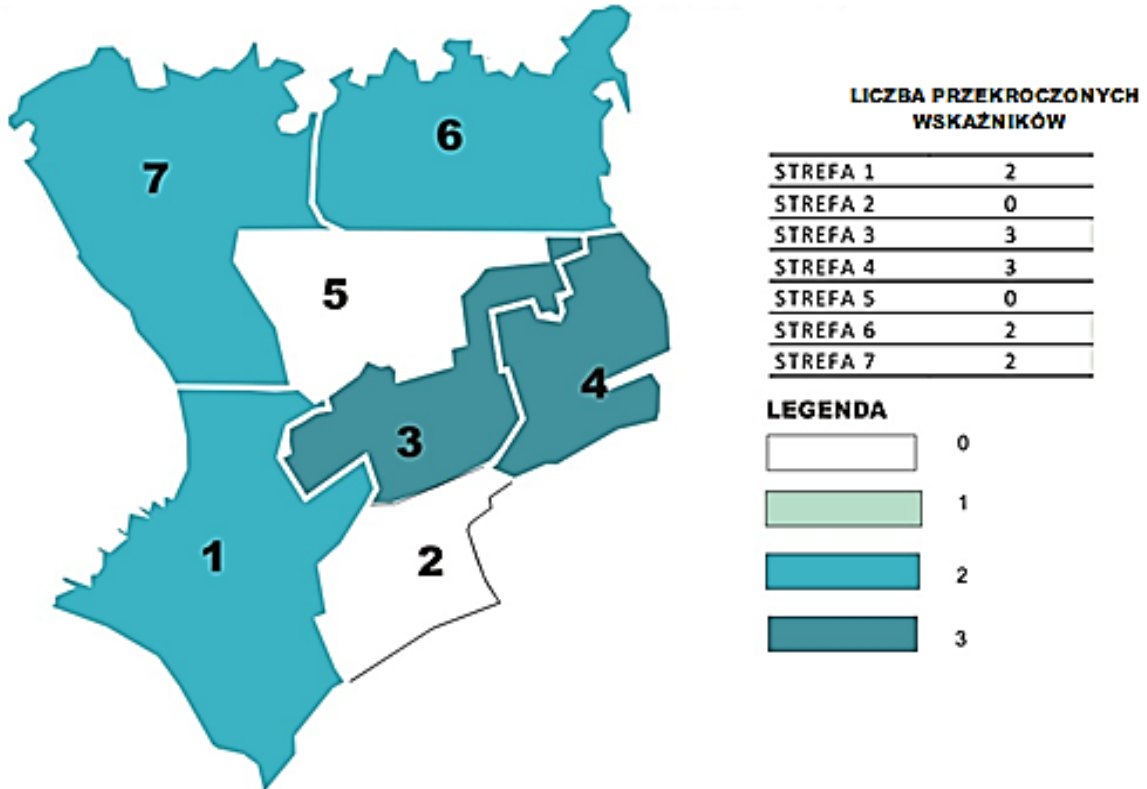 7
6
5
4
3
1
2
LICZBA PRZEKROCZONYCH
WSKAŹNIKÓW
STREFA 1 2
STREFA 2 0
STREFA 3 3
STREFA 4 3
STREFA 5 0
STREFA 6 2
STREFA 7 2
LEGENDA
0
1
2
3